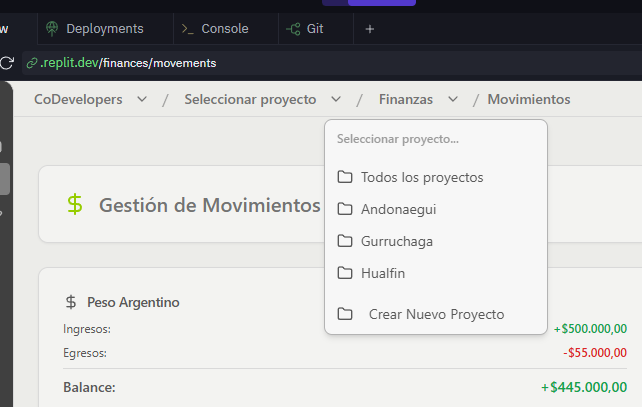 w Deployments Console Git
.replit.dev/finances/movements
CoDevelopers / Seleccionar proyecto / Finanzas / Movimientos
Seleccionar proyecto...
Todos los proyectos
Andonaegui
Gurruchaga
Hualfin
Crear Nuevo Proyecto
$ Gestión de Movimientos
$ Peso Argentino
Ingresos: +$500.000,00
Egresos: -$55.000,00
Balance: +$445.000,00